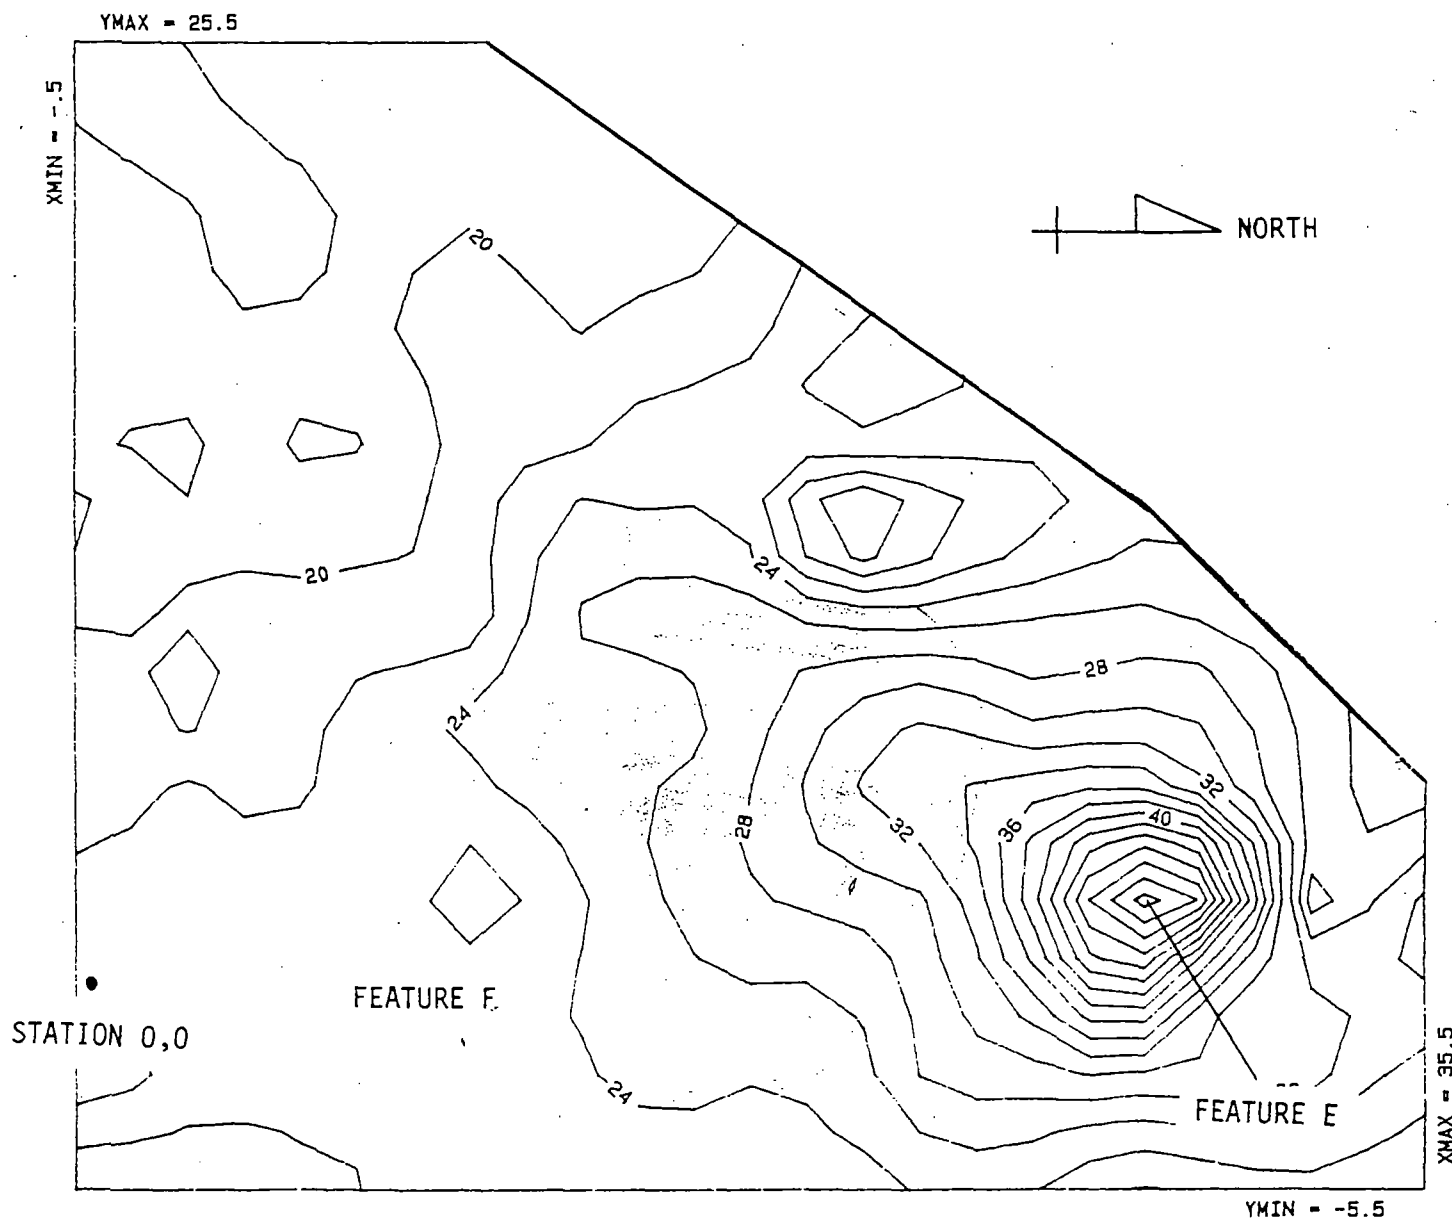 YMAX = 25.5
XMIN = -.5
NORTH
20
24
28
20
32
24
40
36
32
28
FEATURE F
STATION 0,0
24
FEATURE E
XMAX = 35.5
YMIN = -5.5